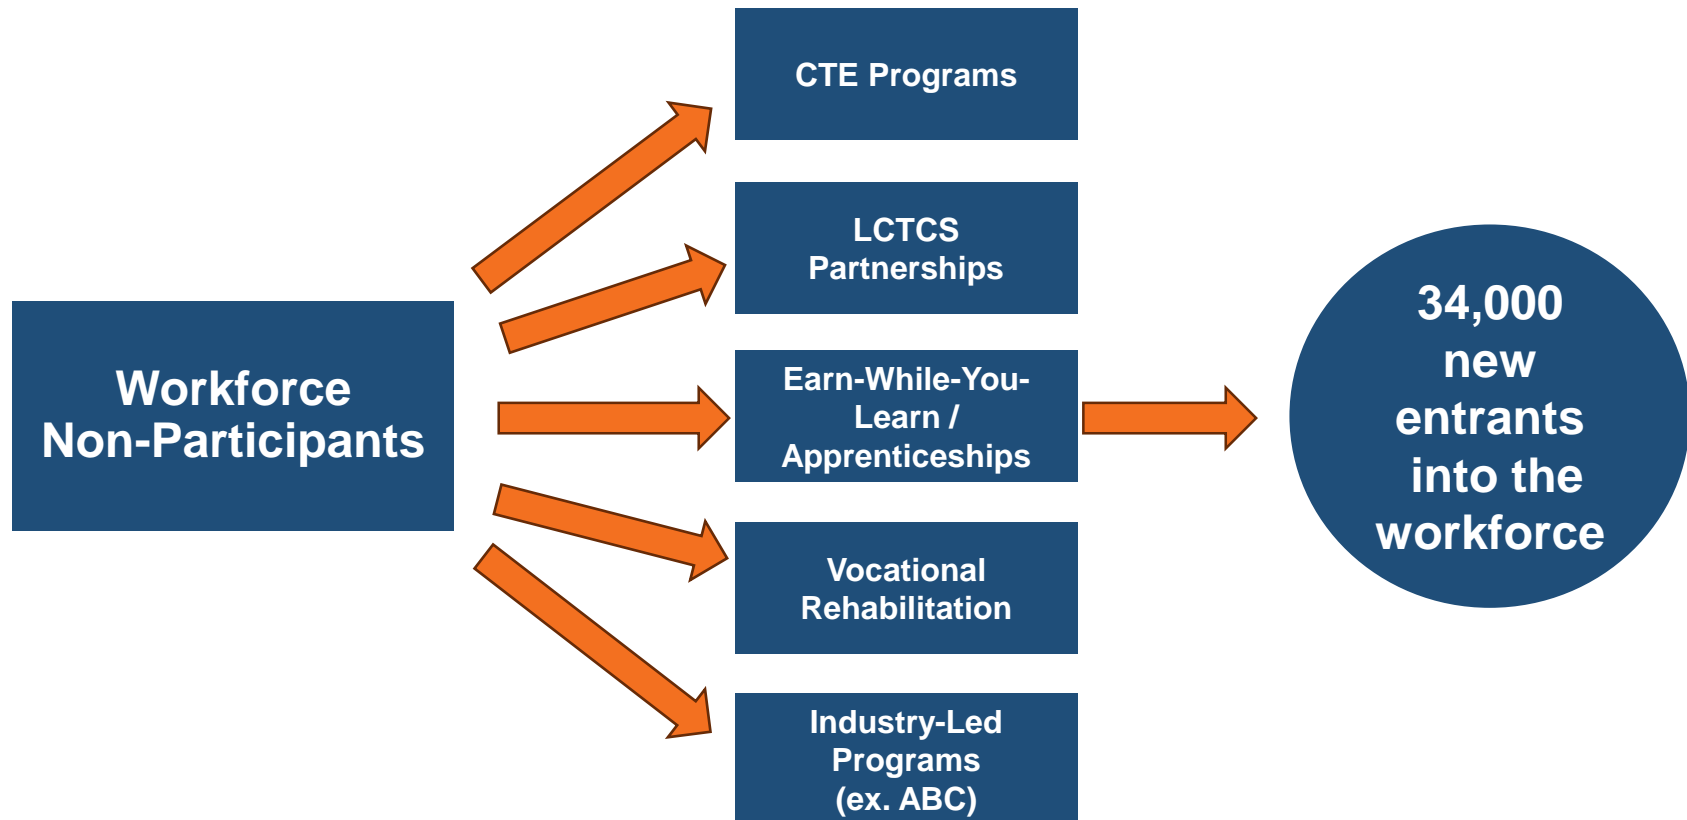 Workforce
Non-Participants
CTE Programs
LCTCS
Partnerships
Earn-While-You-
Learn /
Apprenticeships
Vocational
Rehabilitation
Industry-Led
Programs
(ex. ABC)
34,000
new
entrants
into the
workforce